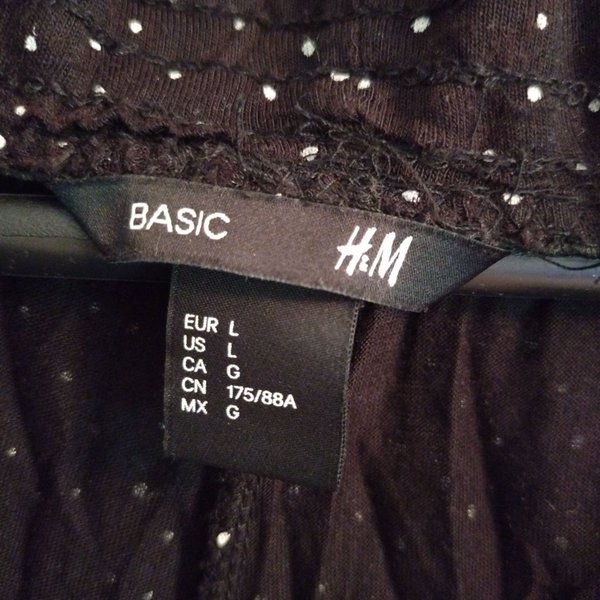 BASIC H&M
EUR L
US L
CA G
CN 175/88A
MX G